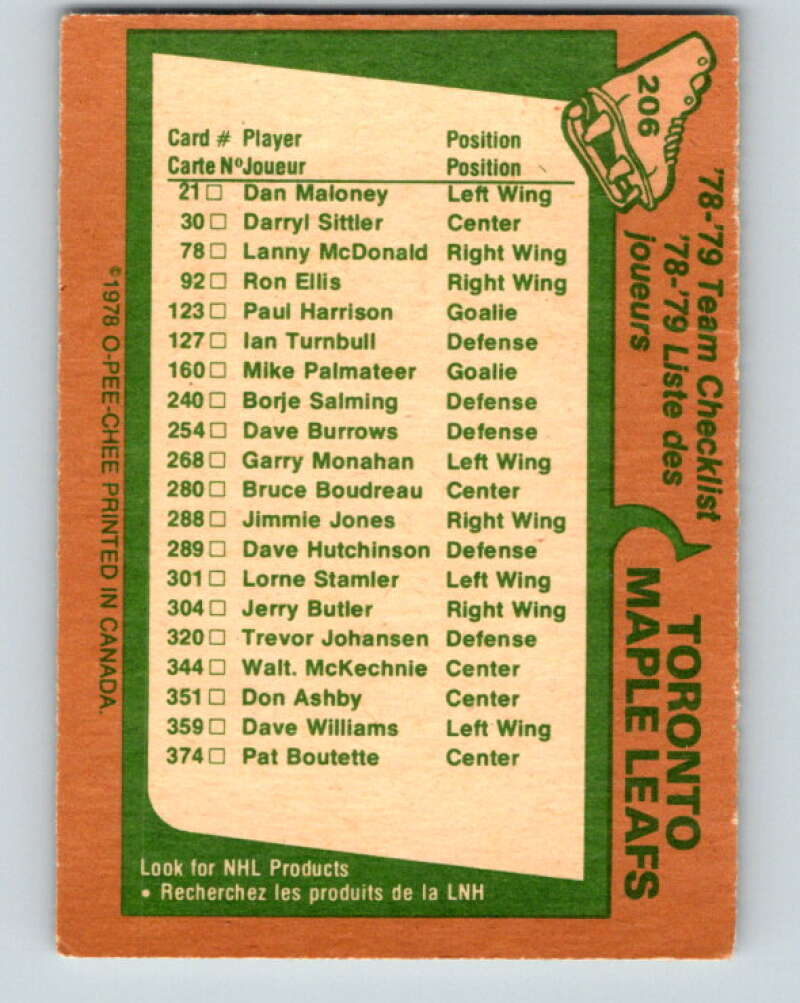 206
'78-'79 Team Checklist
'78-'79 Liste des
joueurs
TORONTO
MAPLE LEAFS
Card # Player Position
Carte Nº Joueur Position
21 □ Dan Maloney Left Wing
30 □ Darryl Sittler Center
78 □ Lanny McDonald Right Wing
92 □ Ron Ellis Right Wing
123 □ Paul Harrison Goalie
127 □ Ian Turnbull Defense
160 □ Mike Palmateer Goalie
240 □ Borje Salming Defense
254 □ Dave Burrows Defense
268 □ Garry Monahan Left Wing
280 □ Bruce Boudreau Center
288 □ Jimmie Jones Right Wing
289 □ Dave Hutchinson Defense
301 □ Lorne Stamler Left Wing
304 □ Jerry Butler Right Wing
320 □ Trevor Johansen Defense
344 □ Walt. McKechnie Center
351 □ Don Ashby Center
359 □ Dave Williams Left Wing
374 □ Pat Boutette Center
Look for NHL Products
• Recherchez les produits de la LNH
©1978 O-PEE-CHEE PRINTED IN CANADA.